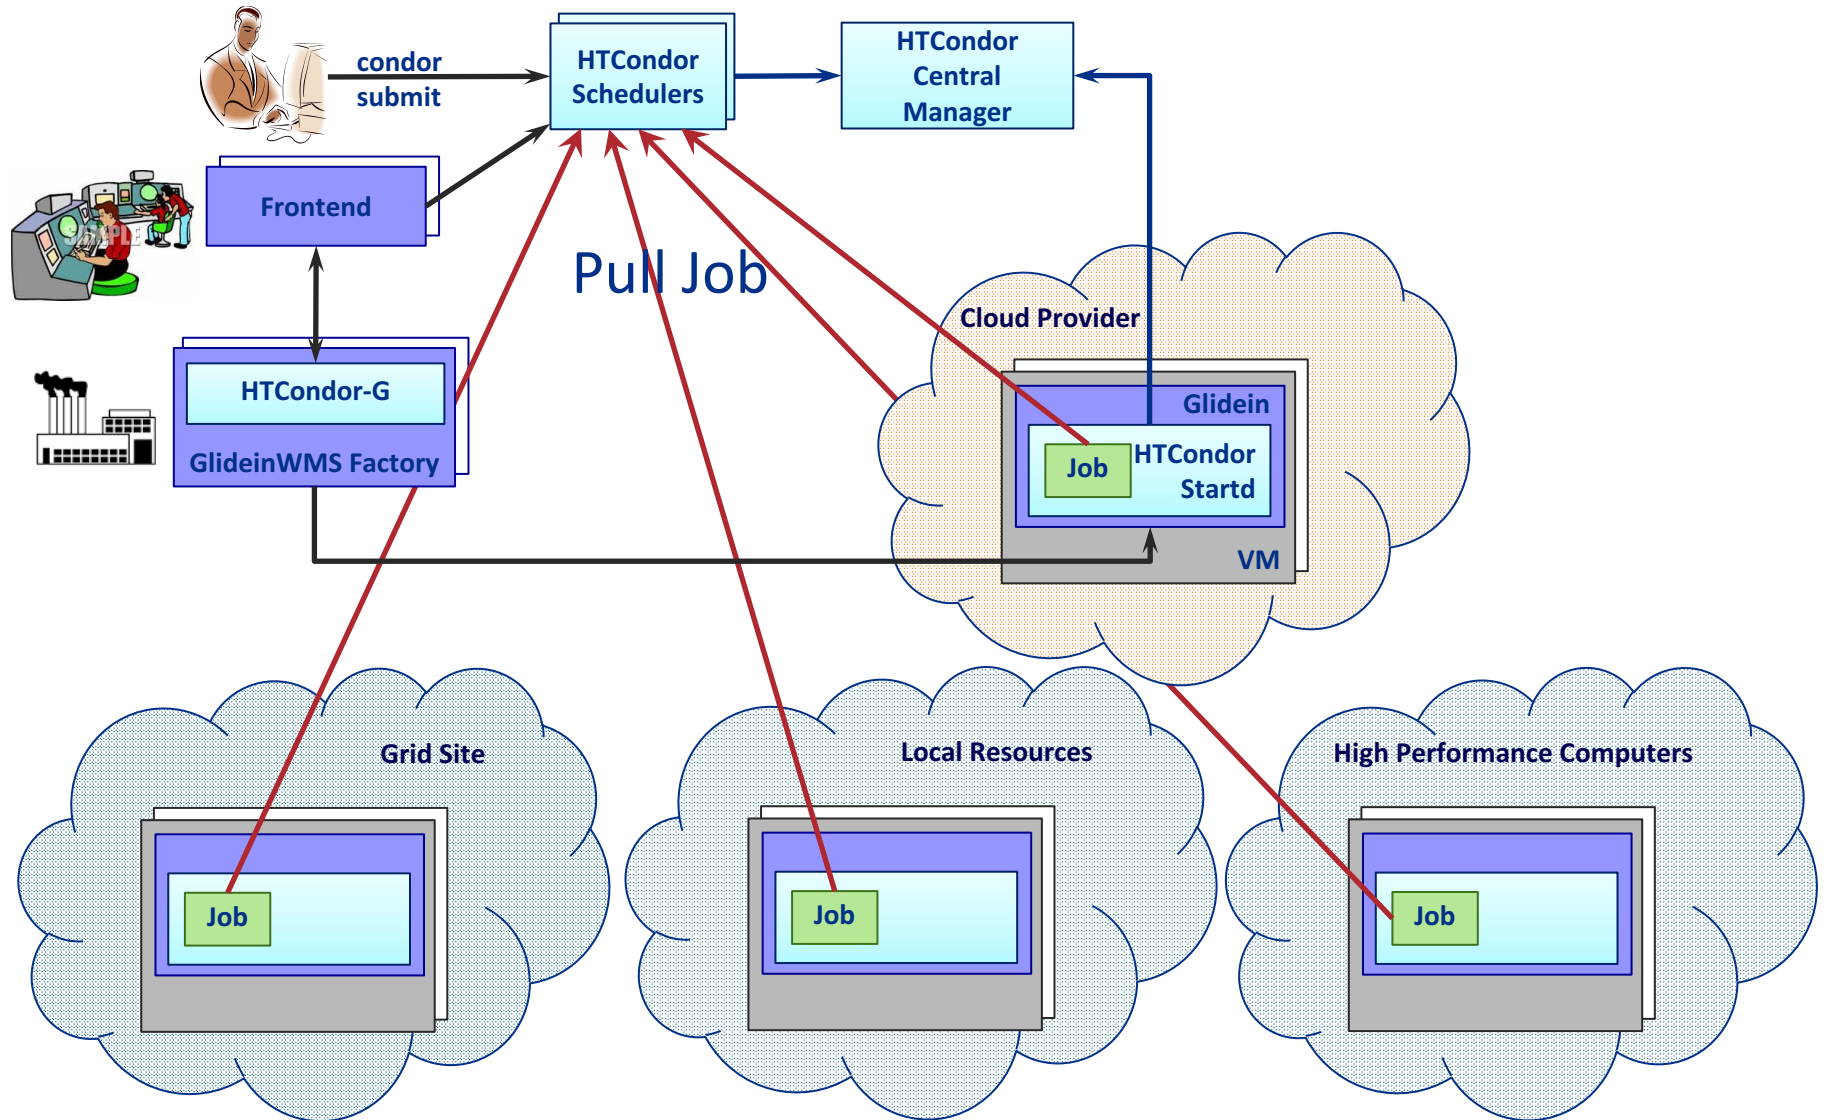 condor
submit
HTCondor
Schedulers
HTCondor
Central
Manager
Frontend
SAMPLE
Pull Job
Cloud Provider
HTCondor-G
GlideinWMS Factory
Glidein
Job
HTCondor
Startd
VM
Grid Site
Local Resources
High Performance Computers
Job
Job
Job